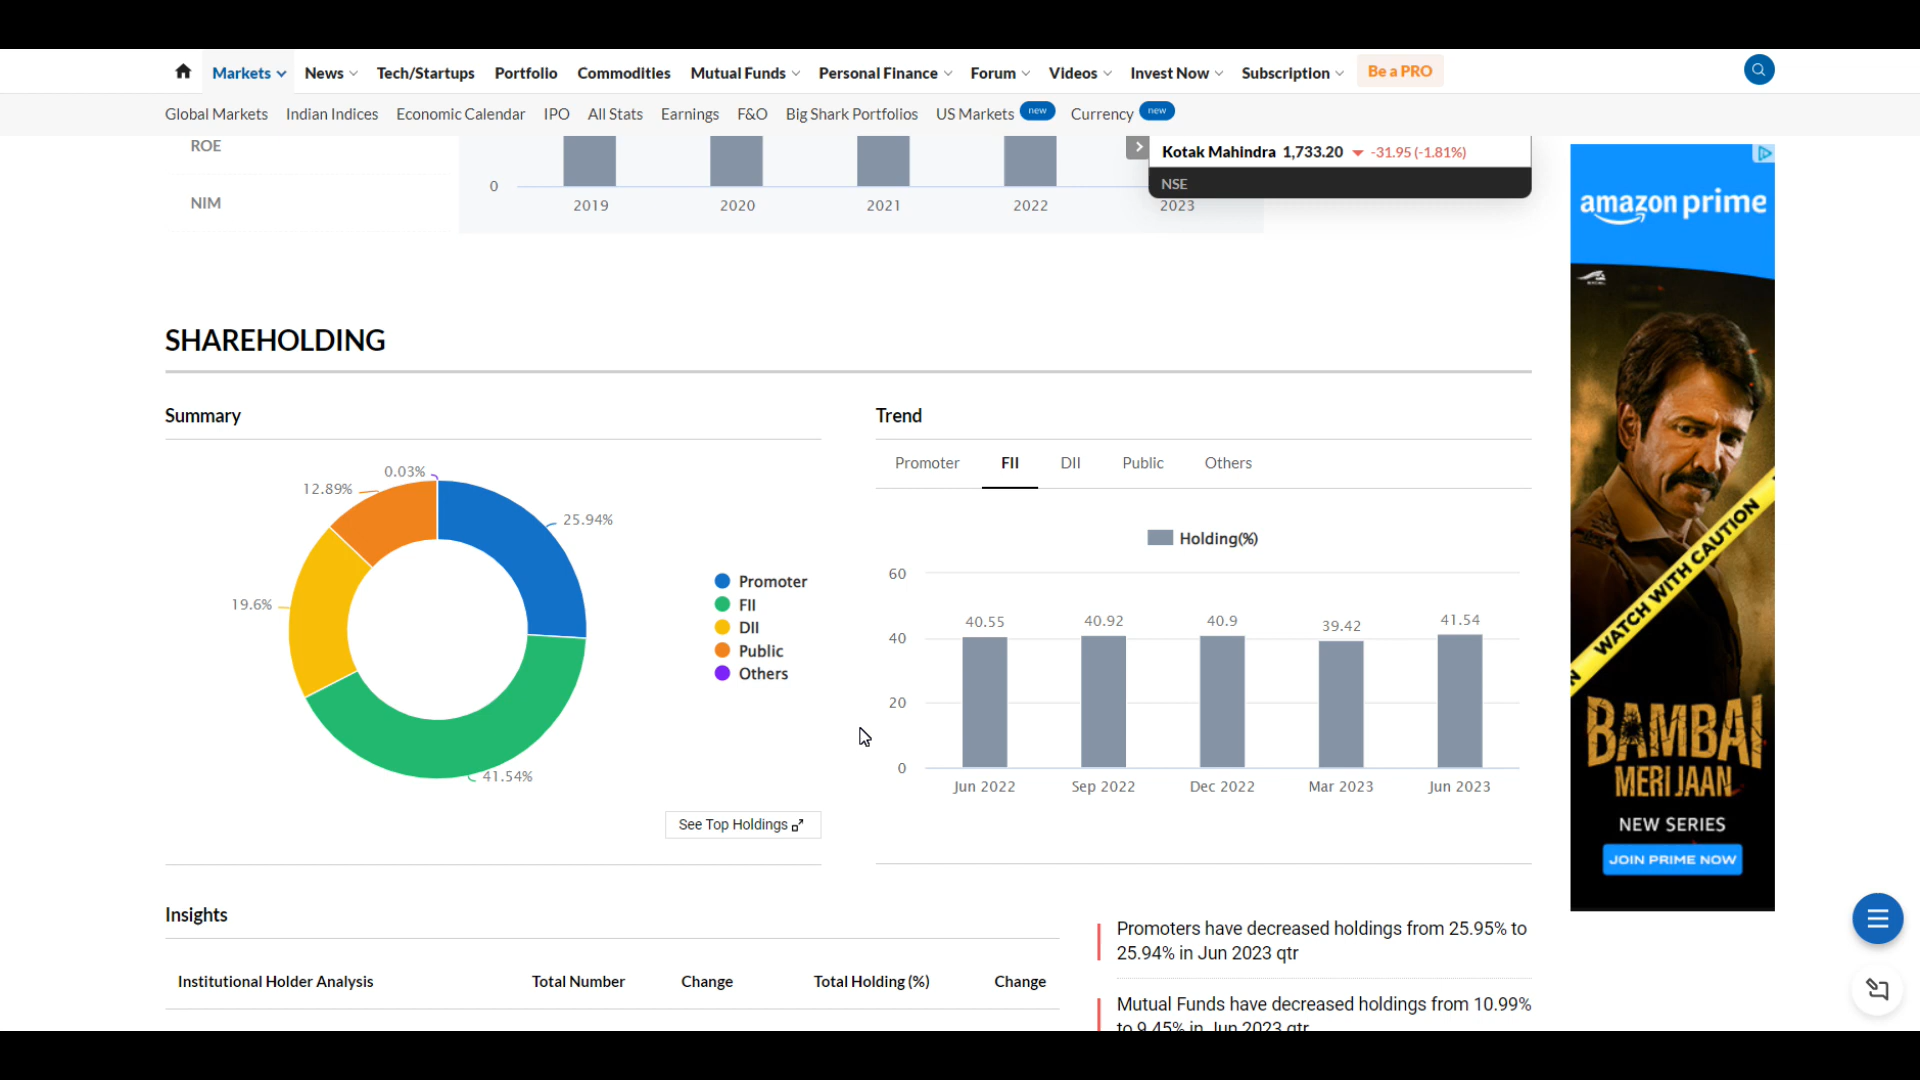 Markets News Tech/Startups Portfolio Commodities Mutual Funds Personal Finance Forum Videos Invest Now Subscription Be a PRO
Global Markets Indian Indices Economic Calendar IPO All Stats Earnings F&O Big Shark Portfolios US Markets new Currency new
ROE
NIM
0
2019 2020 2021 2022 2023
Kotak Mahindra 1,733.20 -31.95 (-1.81%)
NSE
SHAREHOLDING
Summary
0.03%
12.89%
25.94%
19.6%
41.54%
Promoter
FII
DII
Public
Others
See Top Holdings
Trend
Promoter FII DII Public Others
Holding(%)
60
40
20
0
40.55 40.92 40.9 39.42 41.54
Jun 2022 Sep 2022 Dec 2022 Mar 2023 Jun 2023
Insights
Institutional Holder Analysis Total Number Change Total Holding (%) Change
Promoters have decreased holdings from 25.95% to
25.94% in Jun 2023 qtr
Mutual Funds have decreased holdings from 10.99%
to 9.45% in Jun 2023 qtr
amazon prime
WATCH WITH CAUTION
BAMBAI
MERI JAAN
NEW SERIES
JOIN PRIME NOW